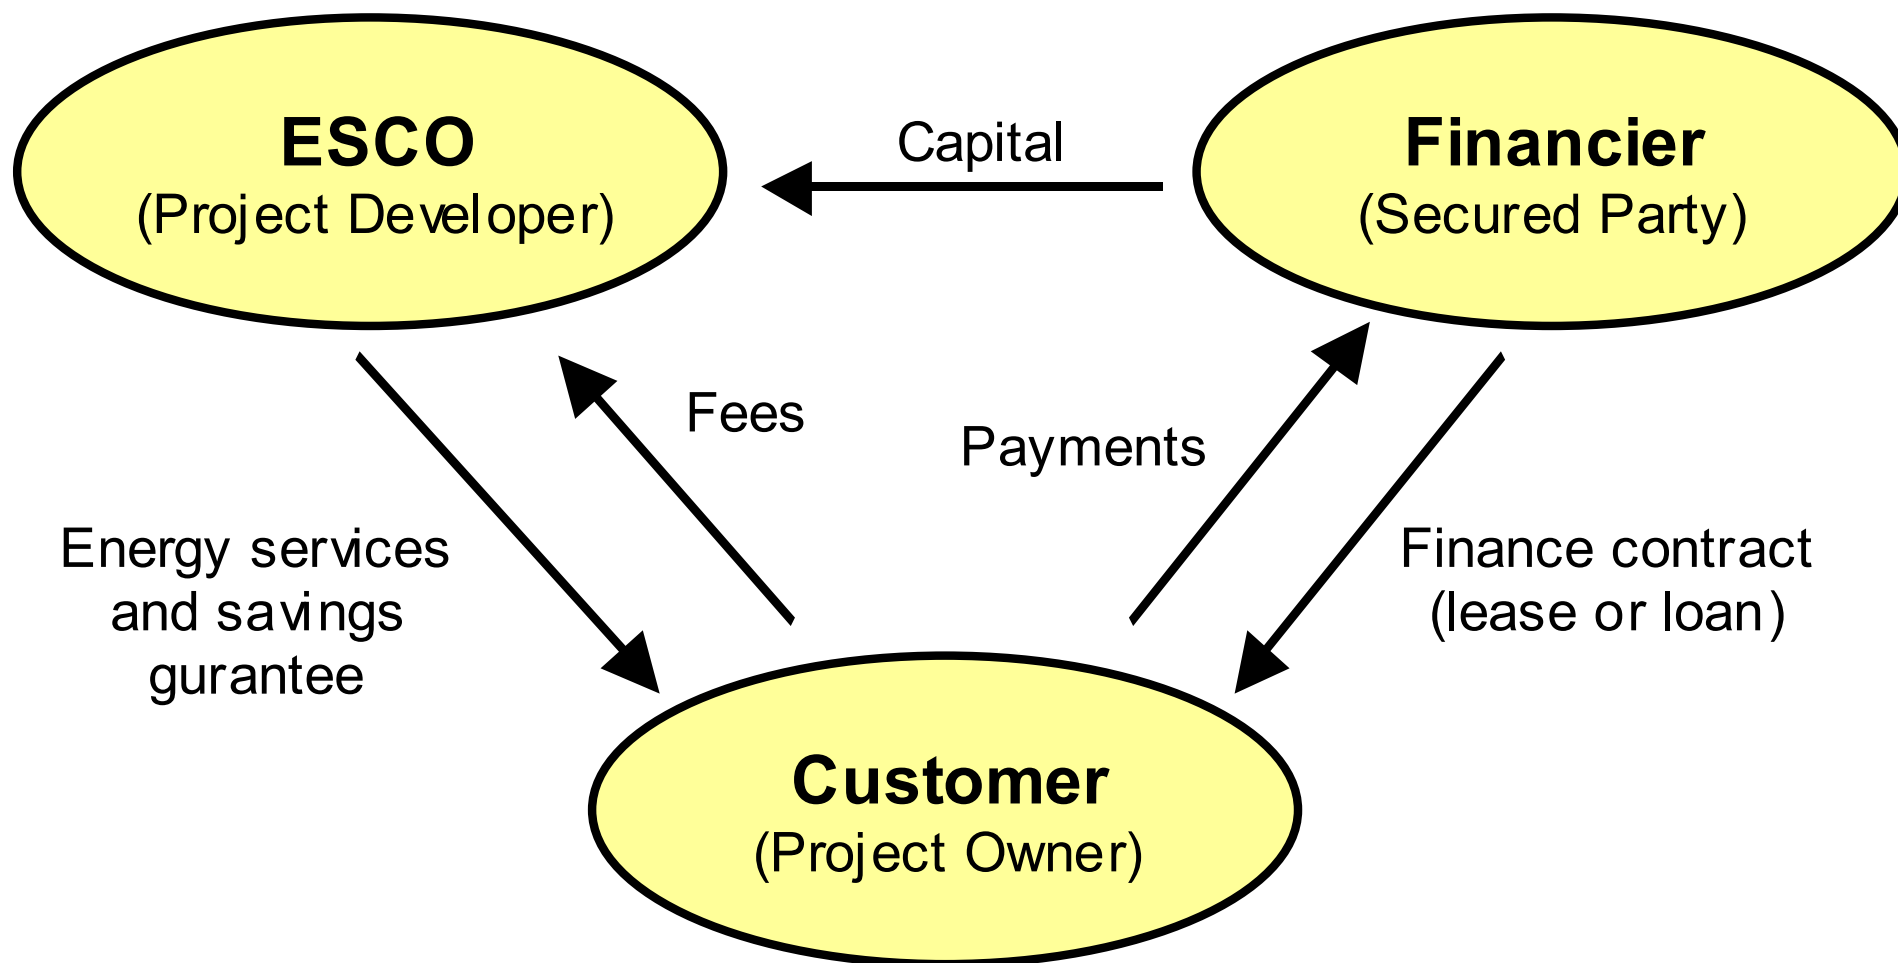 ESCO
(Project Developer)
Capital
Financier
(Secured Party)
Fees
Payments
Energy services
and savings
gurantee
Finance contract
(lease or loan)
Customer
(Project Owner)